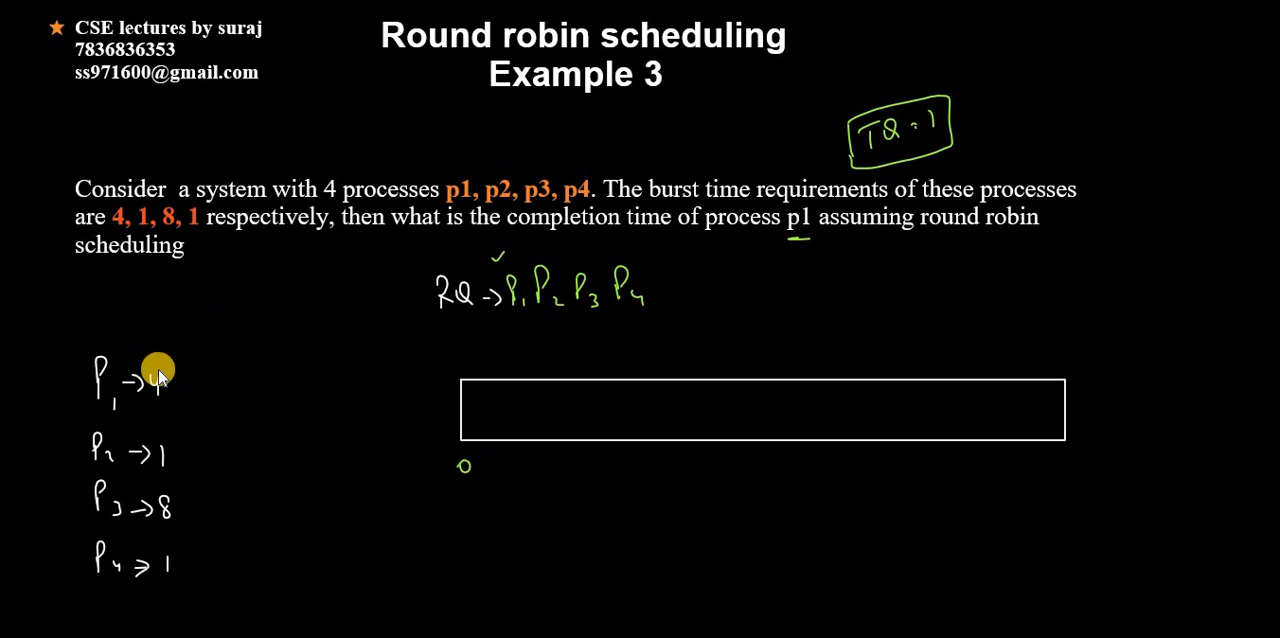 ★ CSE lectures by suraj
7836836353
ss971600@gmail.com
Round robin scheduling
Example 3
TQ = 1
Consider a system with 4 processes p1, p2, p3, p4. The burst time requirements of these processes
are 4, 1, 8, 1 respectively, then what is the completion time of process p1 assuming round robin
scheduling
RQ → P1 P2 P3 P4
P1 → 4
P2 → 1
P3 → 8
P4 → 1
0